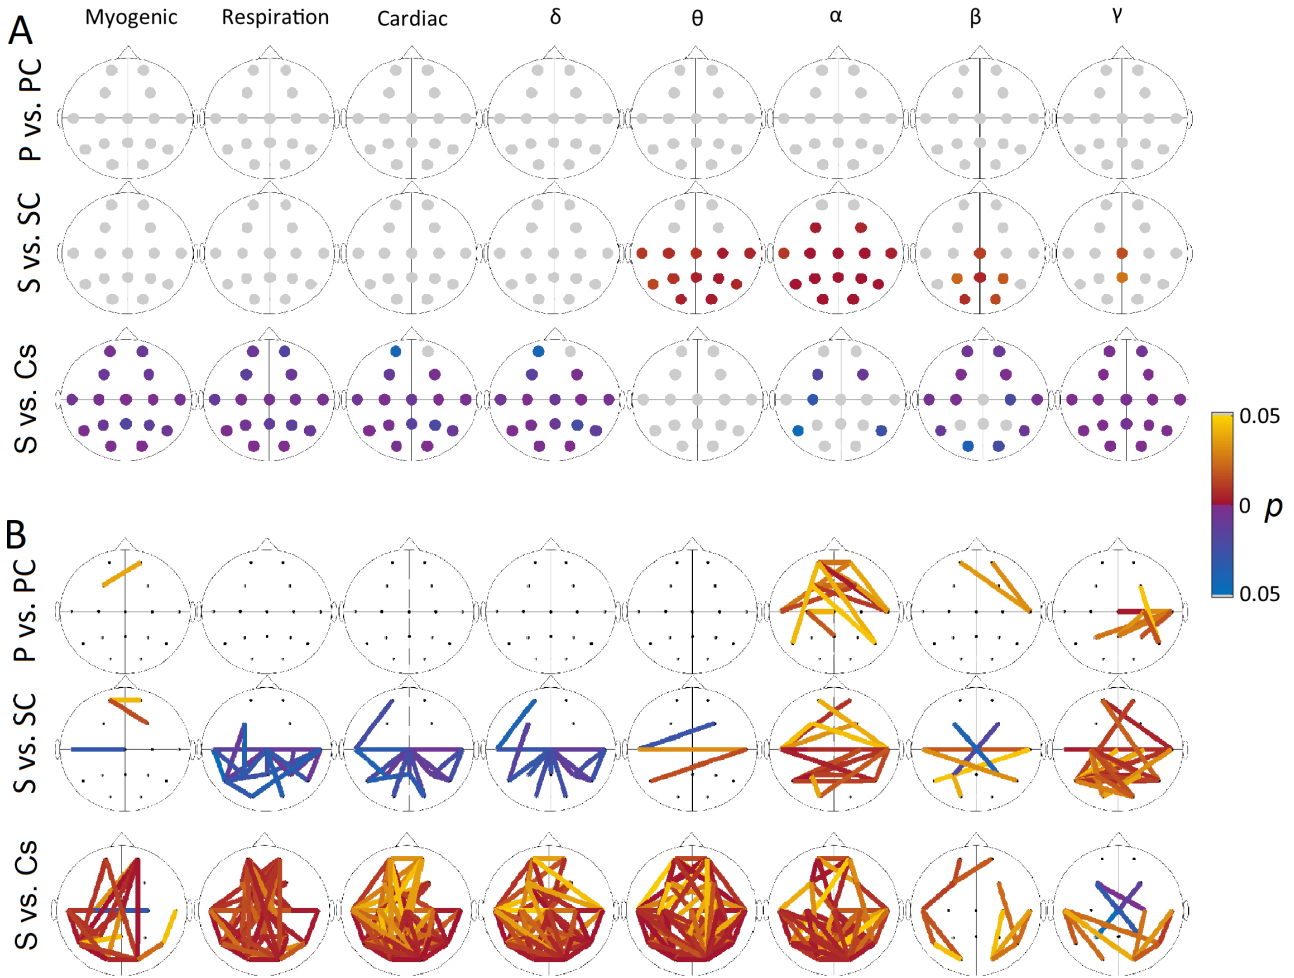 Myogenic Respiration Cardiac δ θ α β γ
A
P vs. PC
S vs. SC
S vs. Cs
0.05
0 p
0.05
B
P vs. PC
S vs. SC
S vs. Cs